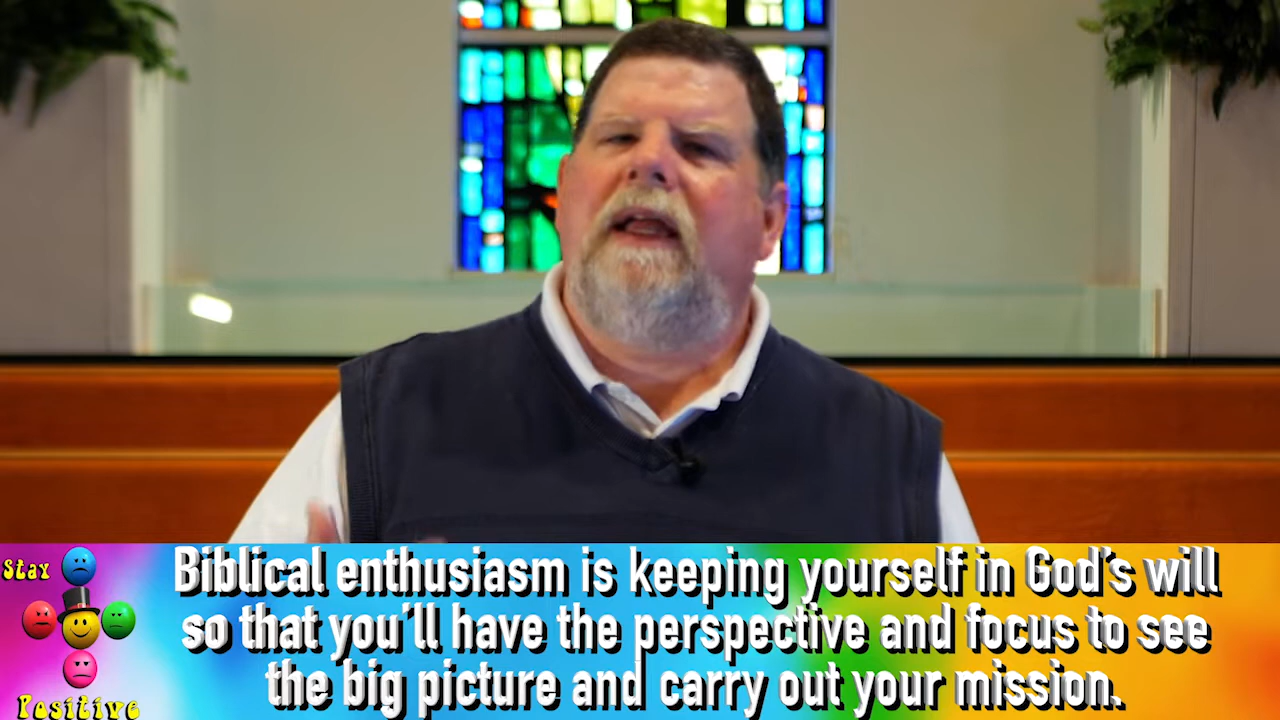 Stay
Positive
Biblical enthusiasm is keeping yourself in God's will
so that you'll have the perspective and focus to see
the big picture and carry out your mission.